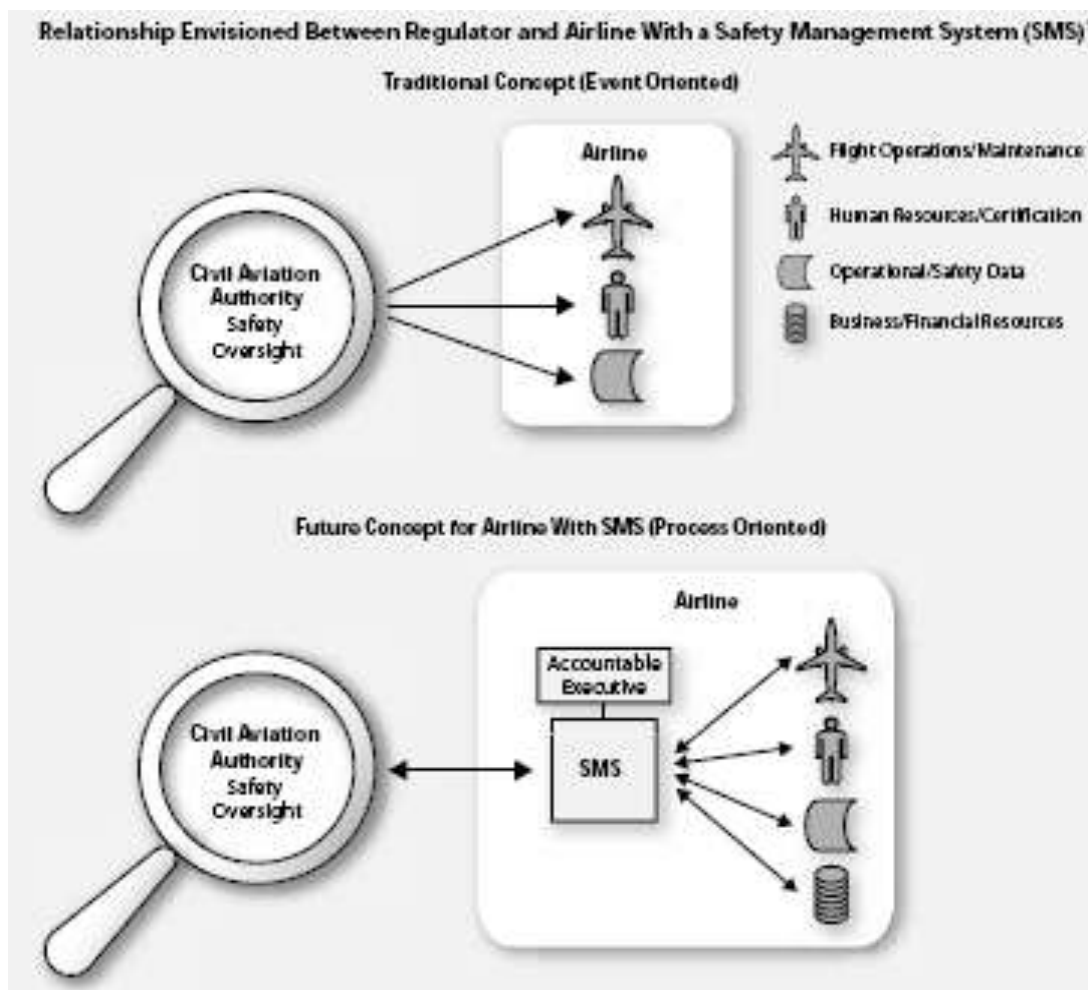 Relationship Envisioned Between Regulator and Airline With a Safety Management System (SMS)
Traditional Concept (Event Oriented)
Airline
Civil Aviation
Authority
Safety
Oversight
Flight Operations/Maintenance
Human Resources/Certification
Operational/Safety Data
Business/Financial Resources
Future Concept for Airline With SMS (Process Oriented)
Airline
Accountable
Executive
SMS
Civil Aviation
Authority
Safety
Oversight